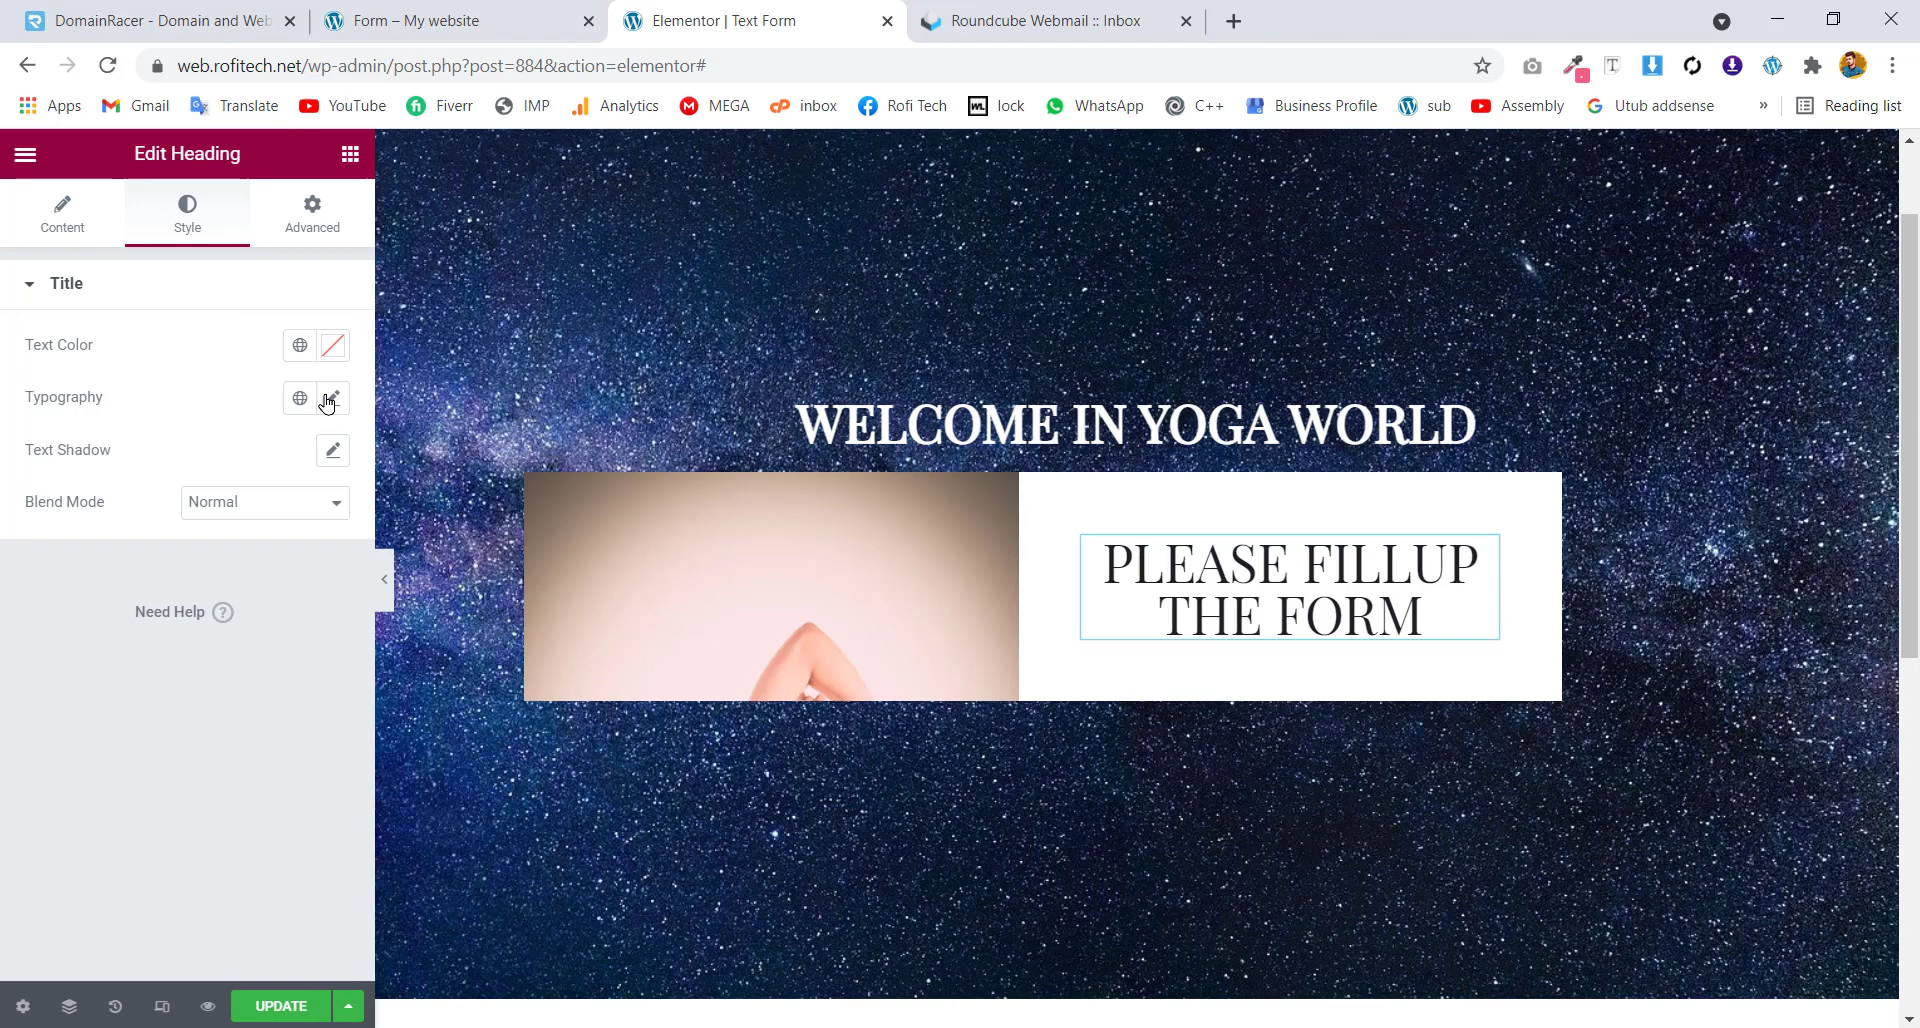 DomainRacer - Domain and Web
Form – My website
Elementor | Text Form
Roundcube Webmail :: Inbox
web.rofitech.net/wp-admin/post.php?post=884&action=elementor#
Apps
Gmail
Translate
YouTube
Fiverr
IMP
Analytics
MEGA
inbox
Rofi Tech
lock
WhatsApp
C++
Business Profile
sub
Assembly
Utub addsense
»
Reading list
Edit Heading
Content
Style
Advanced
Title
Text Color
Typography
Text Shadow
Blend Mode
Normal
Need Help ?
UPDATE
WELCOME IN YOGA WORLD
PLEASE FILLUP
THE FORM